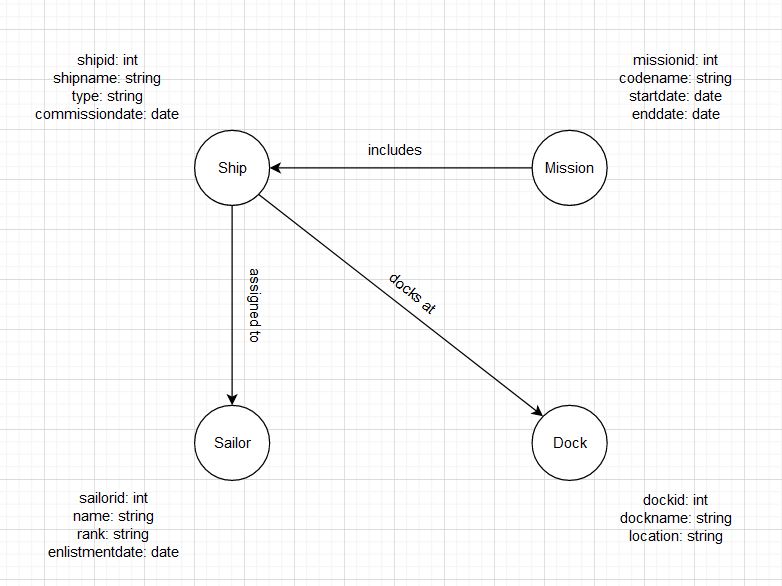 shipid: int
shipname: string
type: string
commissiondate: date
missionid: int
codename: string
startdate: date
enddate: date
Ship
includes
Mission
assigned to
docks at
Sailor
Dock
sailorid: int
name: string
rank: string
enlistmentdate: date
dockid: int
dockname: string
location: string